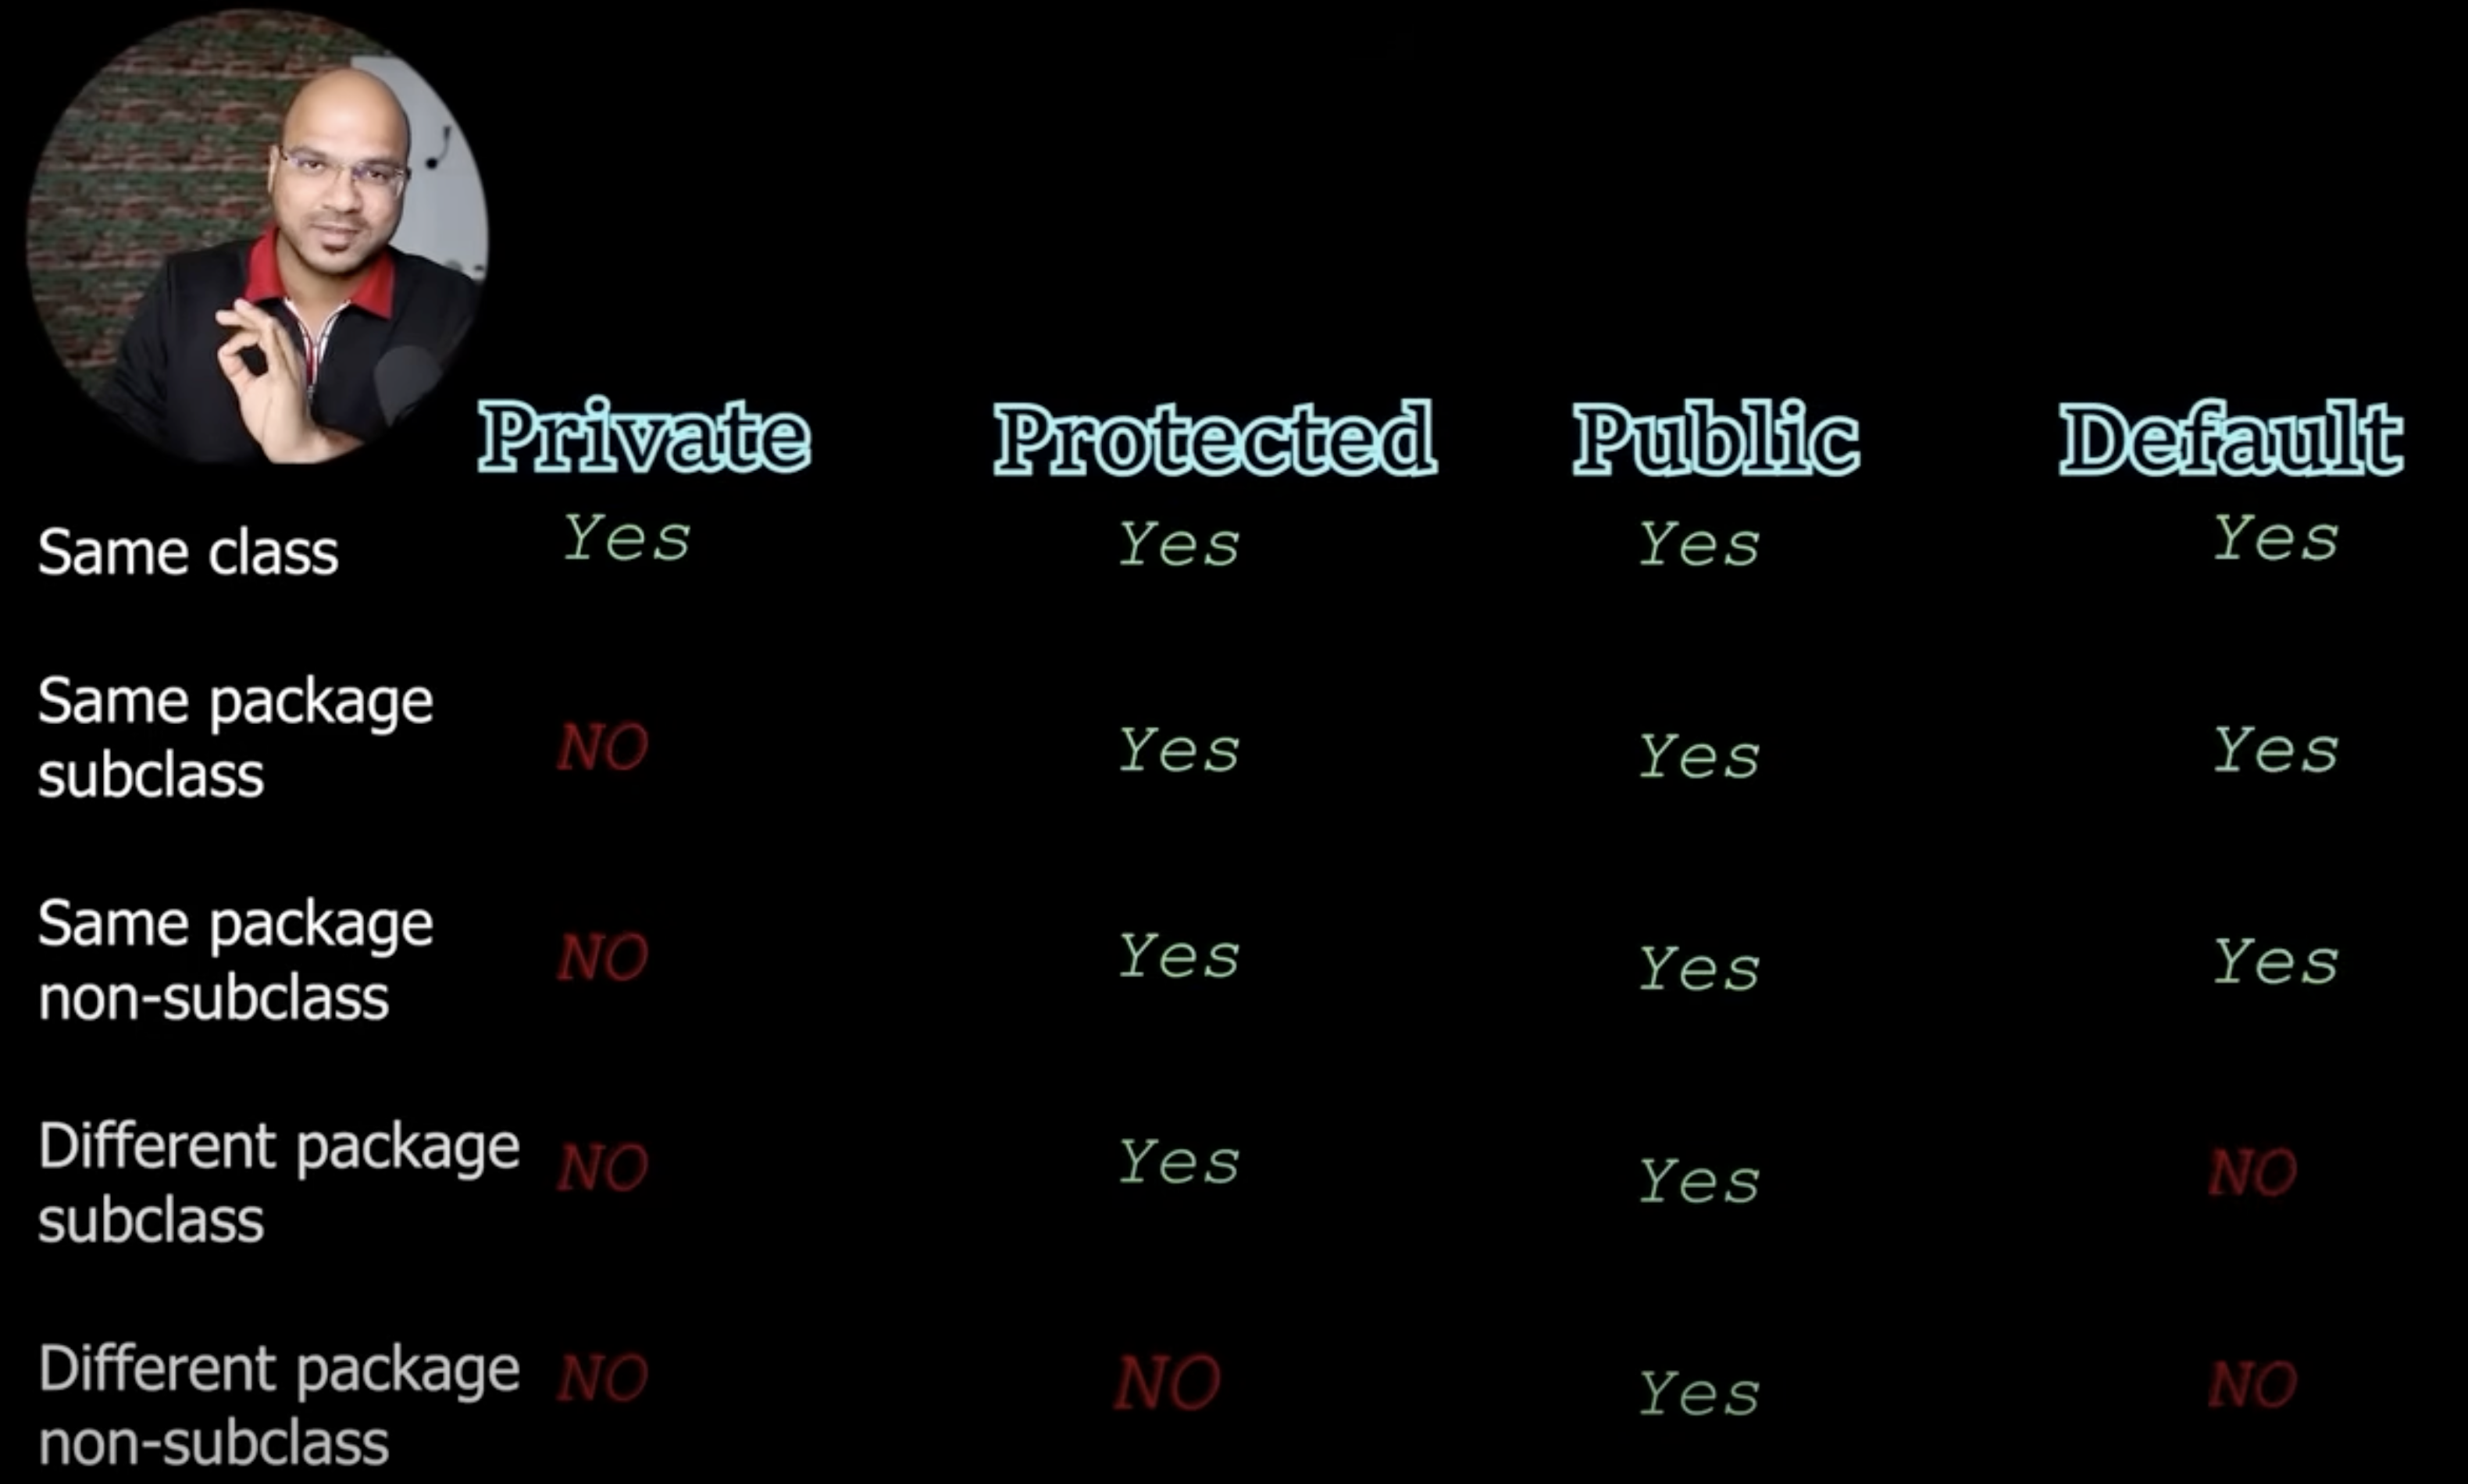 Private Protected Public Default
Same class Yes Yes Yes Yes
Same package
subclass NO Yes Yes Yes
Same package
non-subclass NO Yes Yes Yes
Different package
subclass NO Yes Yes NO
Different package
non-subclass NO NO Yes NO